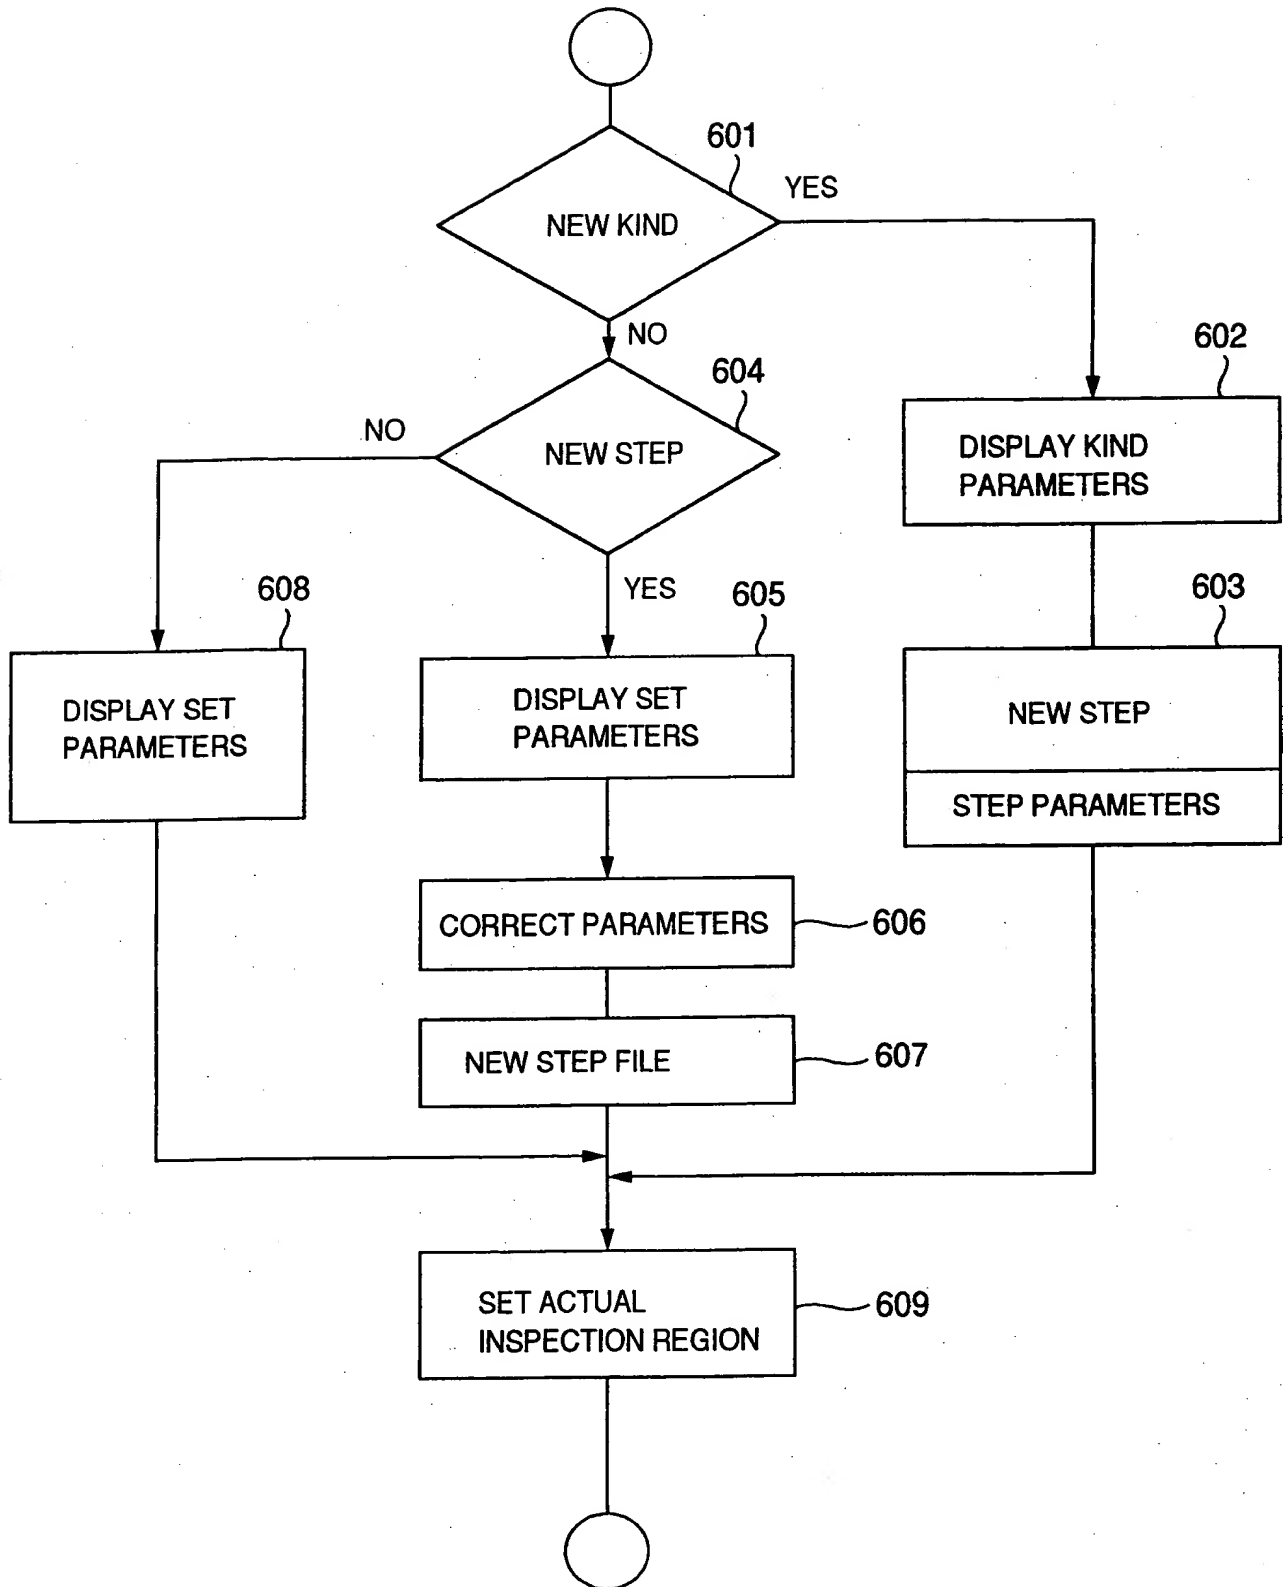 601
YES
NEW KIND
NO
602
604
NO
NEW STEP
DISPLAY KIND
PARAMETERS
608
YES
605
603
DISPLAY SET
PARAMETERS
DISPLAY SET
PARAMETERS
NEW STEP
STEP PARAMETERS
CORRECT PARAMETERS
606
NEW STEP FILE
607
SET ACTUAL
INSPECTION REGION
609